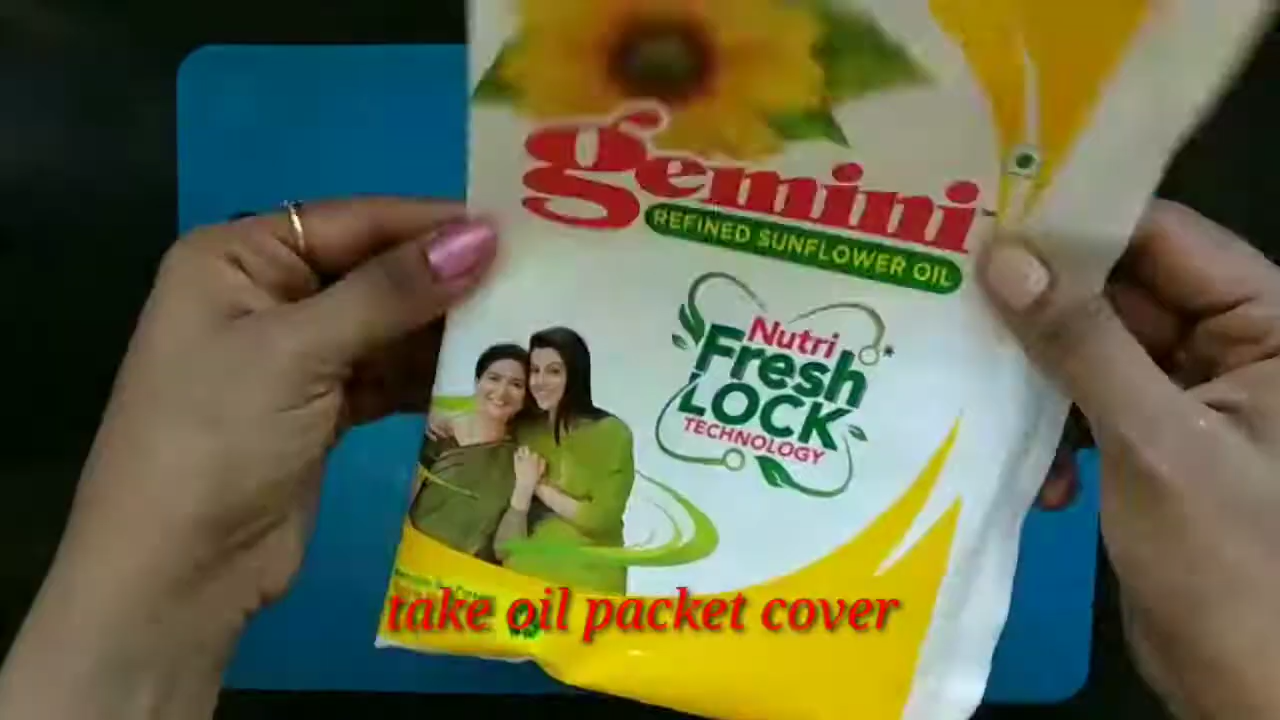 gemini
REFINED SUNFLOWER OIL
Nutri
Fresh
LOCK
TECHNOLOGY
take oil packet cover